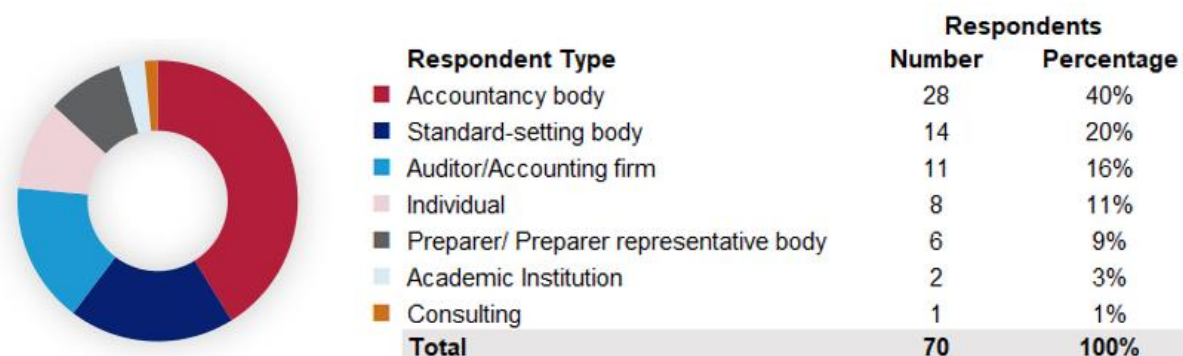 Respondents
Respondent Type Number Percentage
Accountancy body 28 40%
Standard-setting body 14 20%
Auditor/Accounting firm 11 16%
Individual 8 11%
Preparer/ Preparer representative body 6 9%
Academic Institution 2 3%
Consulting 1 1%
Total 70 100%